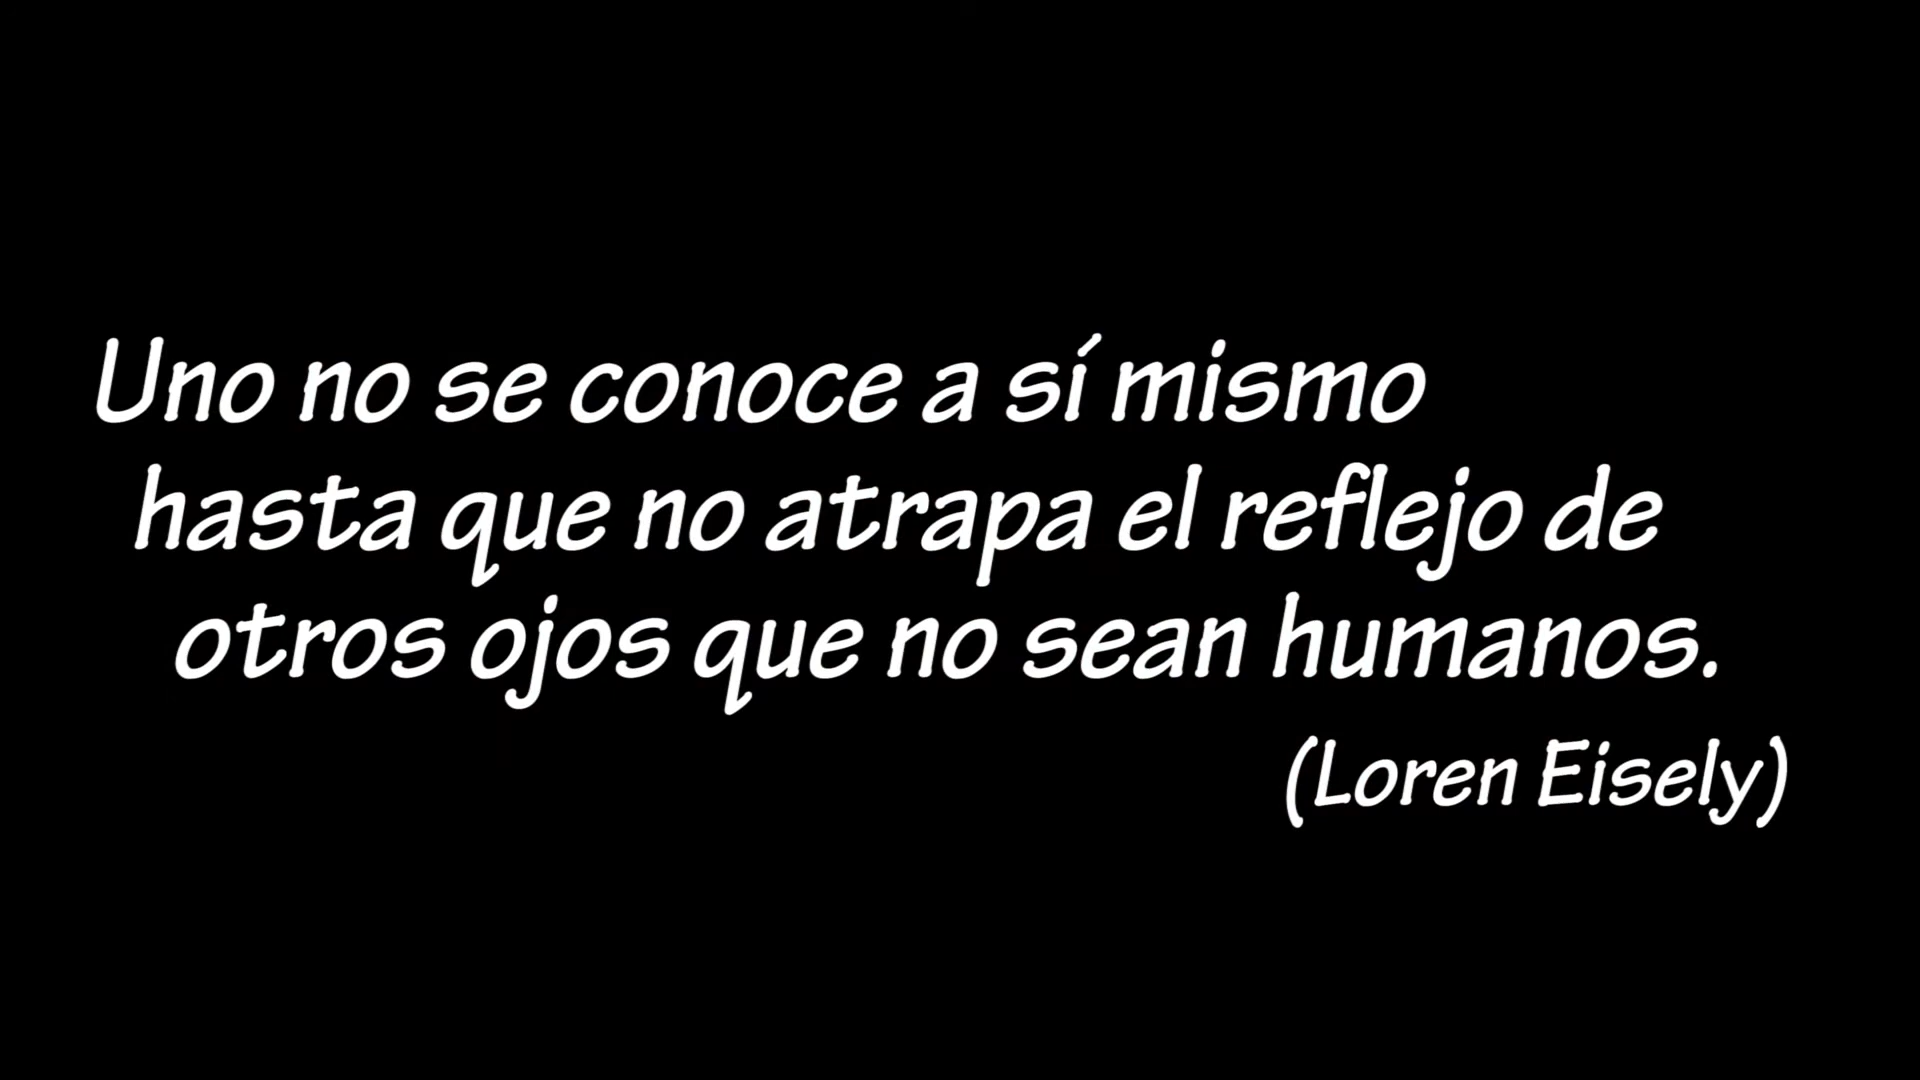 Uno no se conoce a sí mismo
hasta que no atrapa el reflejo de
otros ojos que no sean humanos.
(Loren Eisely)